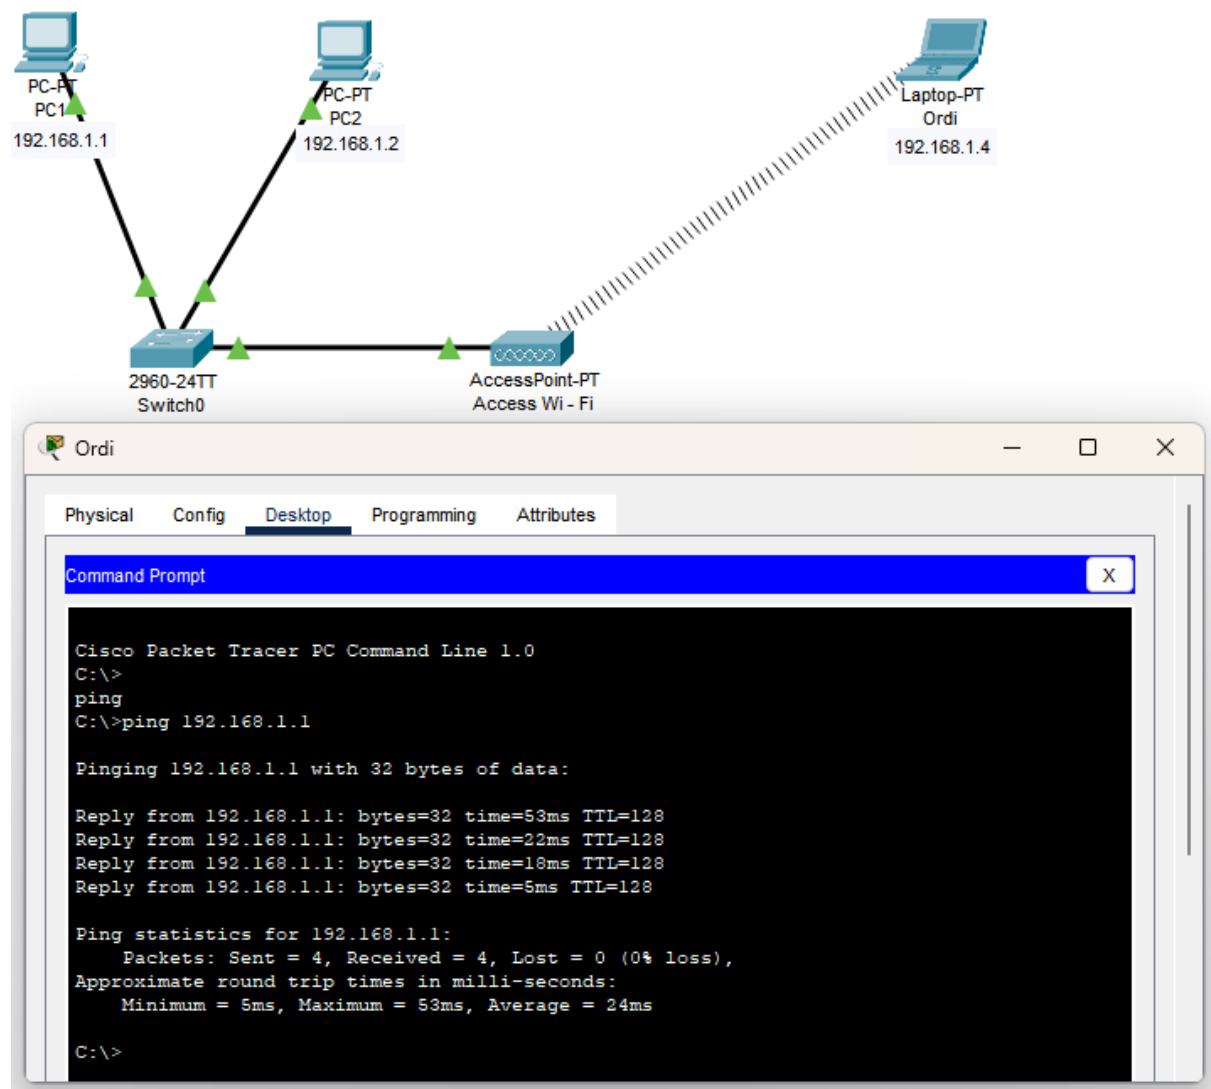 PC-PT
PC1
192.168.1.1
PC-PT
PC2
192.168.1.2
Laptop-PT
Ordi
192.168.1.4
2960-24TT
Switch0
AccessPoint-PT
Access Wi - Fi
Ordi
Physical Config Desktop Programming Attributes
Command Prompt X
Cisco Packet Tracer PC Command Line 1.0
C:\>
ping
C:\>ping 192.168.1.1
Pinging 192.168.1.1 with 32 bytes of data:
Reply from 192.168.1.1: bytes=32 time=53ms TTL=128
Reply from 192.168.1.1: bytes=32 time=22ms TTL=128
Reply from 192.168.1.1: bytes=32 time=18ms TTL=128
Reply from 192.168.1.1: bytes=32 time=5ms TTL=128
Ping statistics for 192.168.1.1:
Packets: Sent = 4, Received = 4, Lost = 0 (0% loss),
Approximate round trip times in milli-seconds:
Minimum = 5ms, Maximum = 53ms, Average = 24ms
C:\>